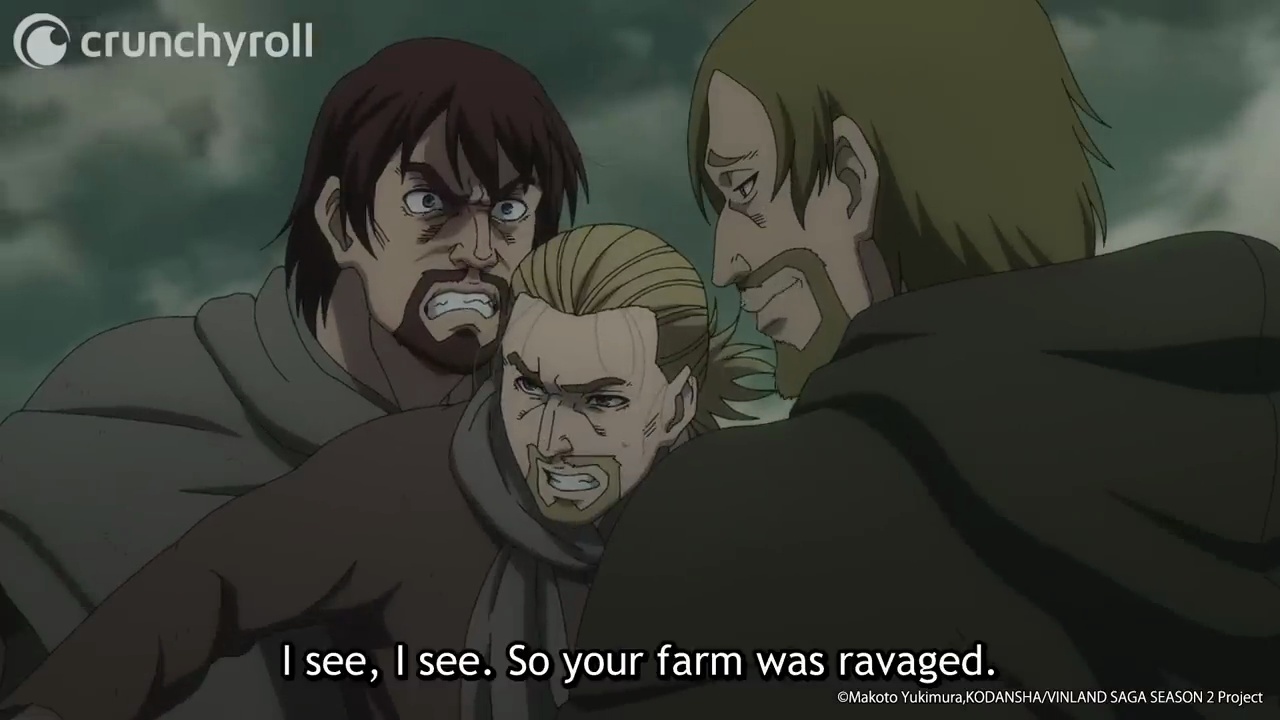 crunchyroll
I see, I see. So your farm was ravaged.
©Makoto Yukimura,KODANSHA/VINLAND SAGA SEASON 2 Project